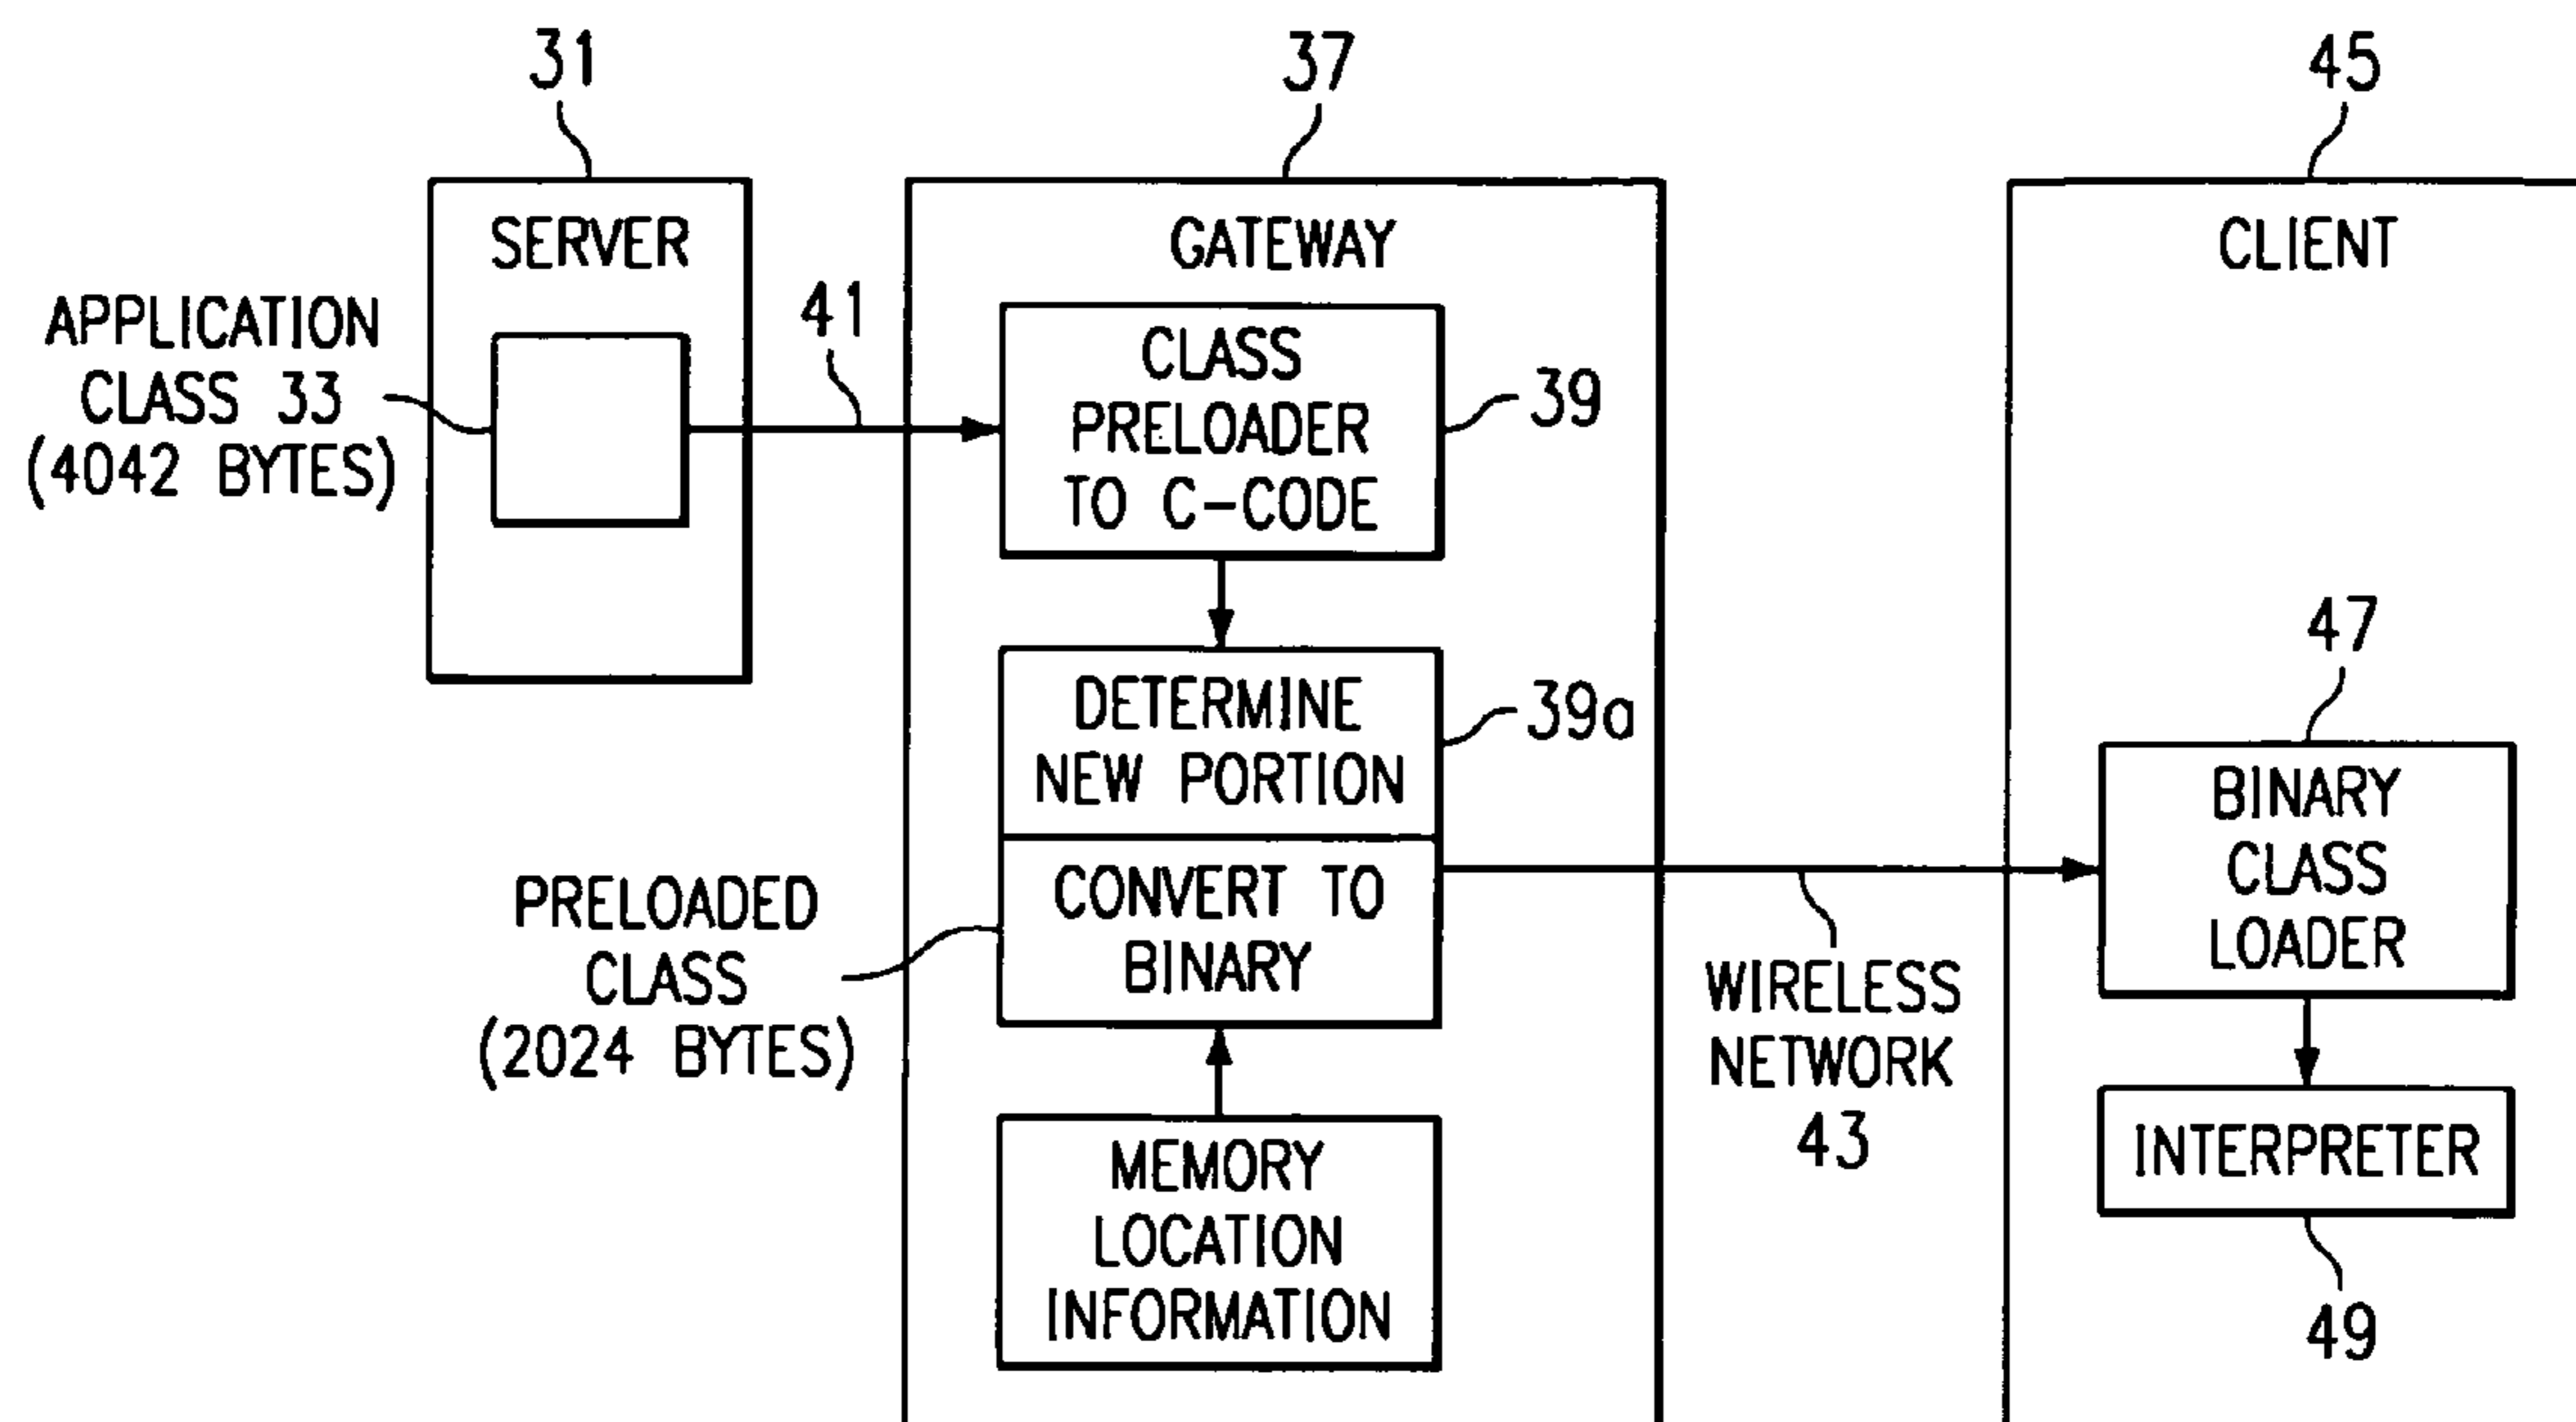 31
37
45
SERVER
GATEWAY
CLIENT
APPLICATION
CLASS 33
(4042 BYTES)
41
CLASS
PRELOADER
TO C-CODE
39
DETERMINE
NEW PORTION
39a
47
PRELOADED
CLASS
(2024 BYTES)
CONVERT TO
BINARY
BINARY
CLASS
LOADER
WIRELESS
NETWORK
43
MEMORY
LOCATION
INFORMATION
INTERPRETER
49